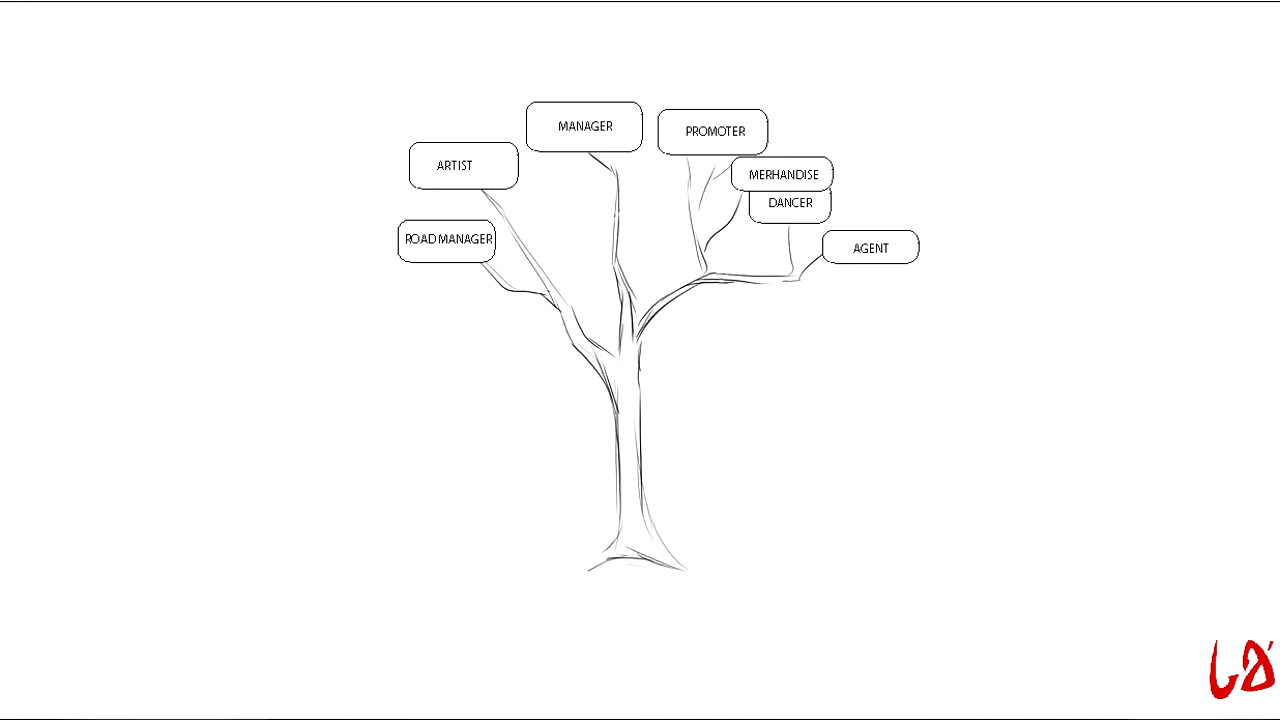 MANAGER
PROMOTER
ARTIST
MERHANDISE
DANCER
ROAD MANAGER
AGENT